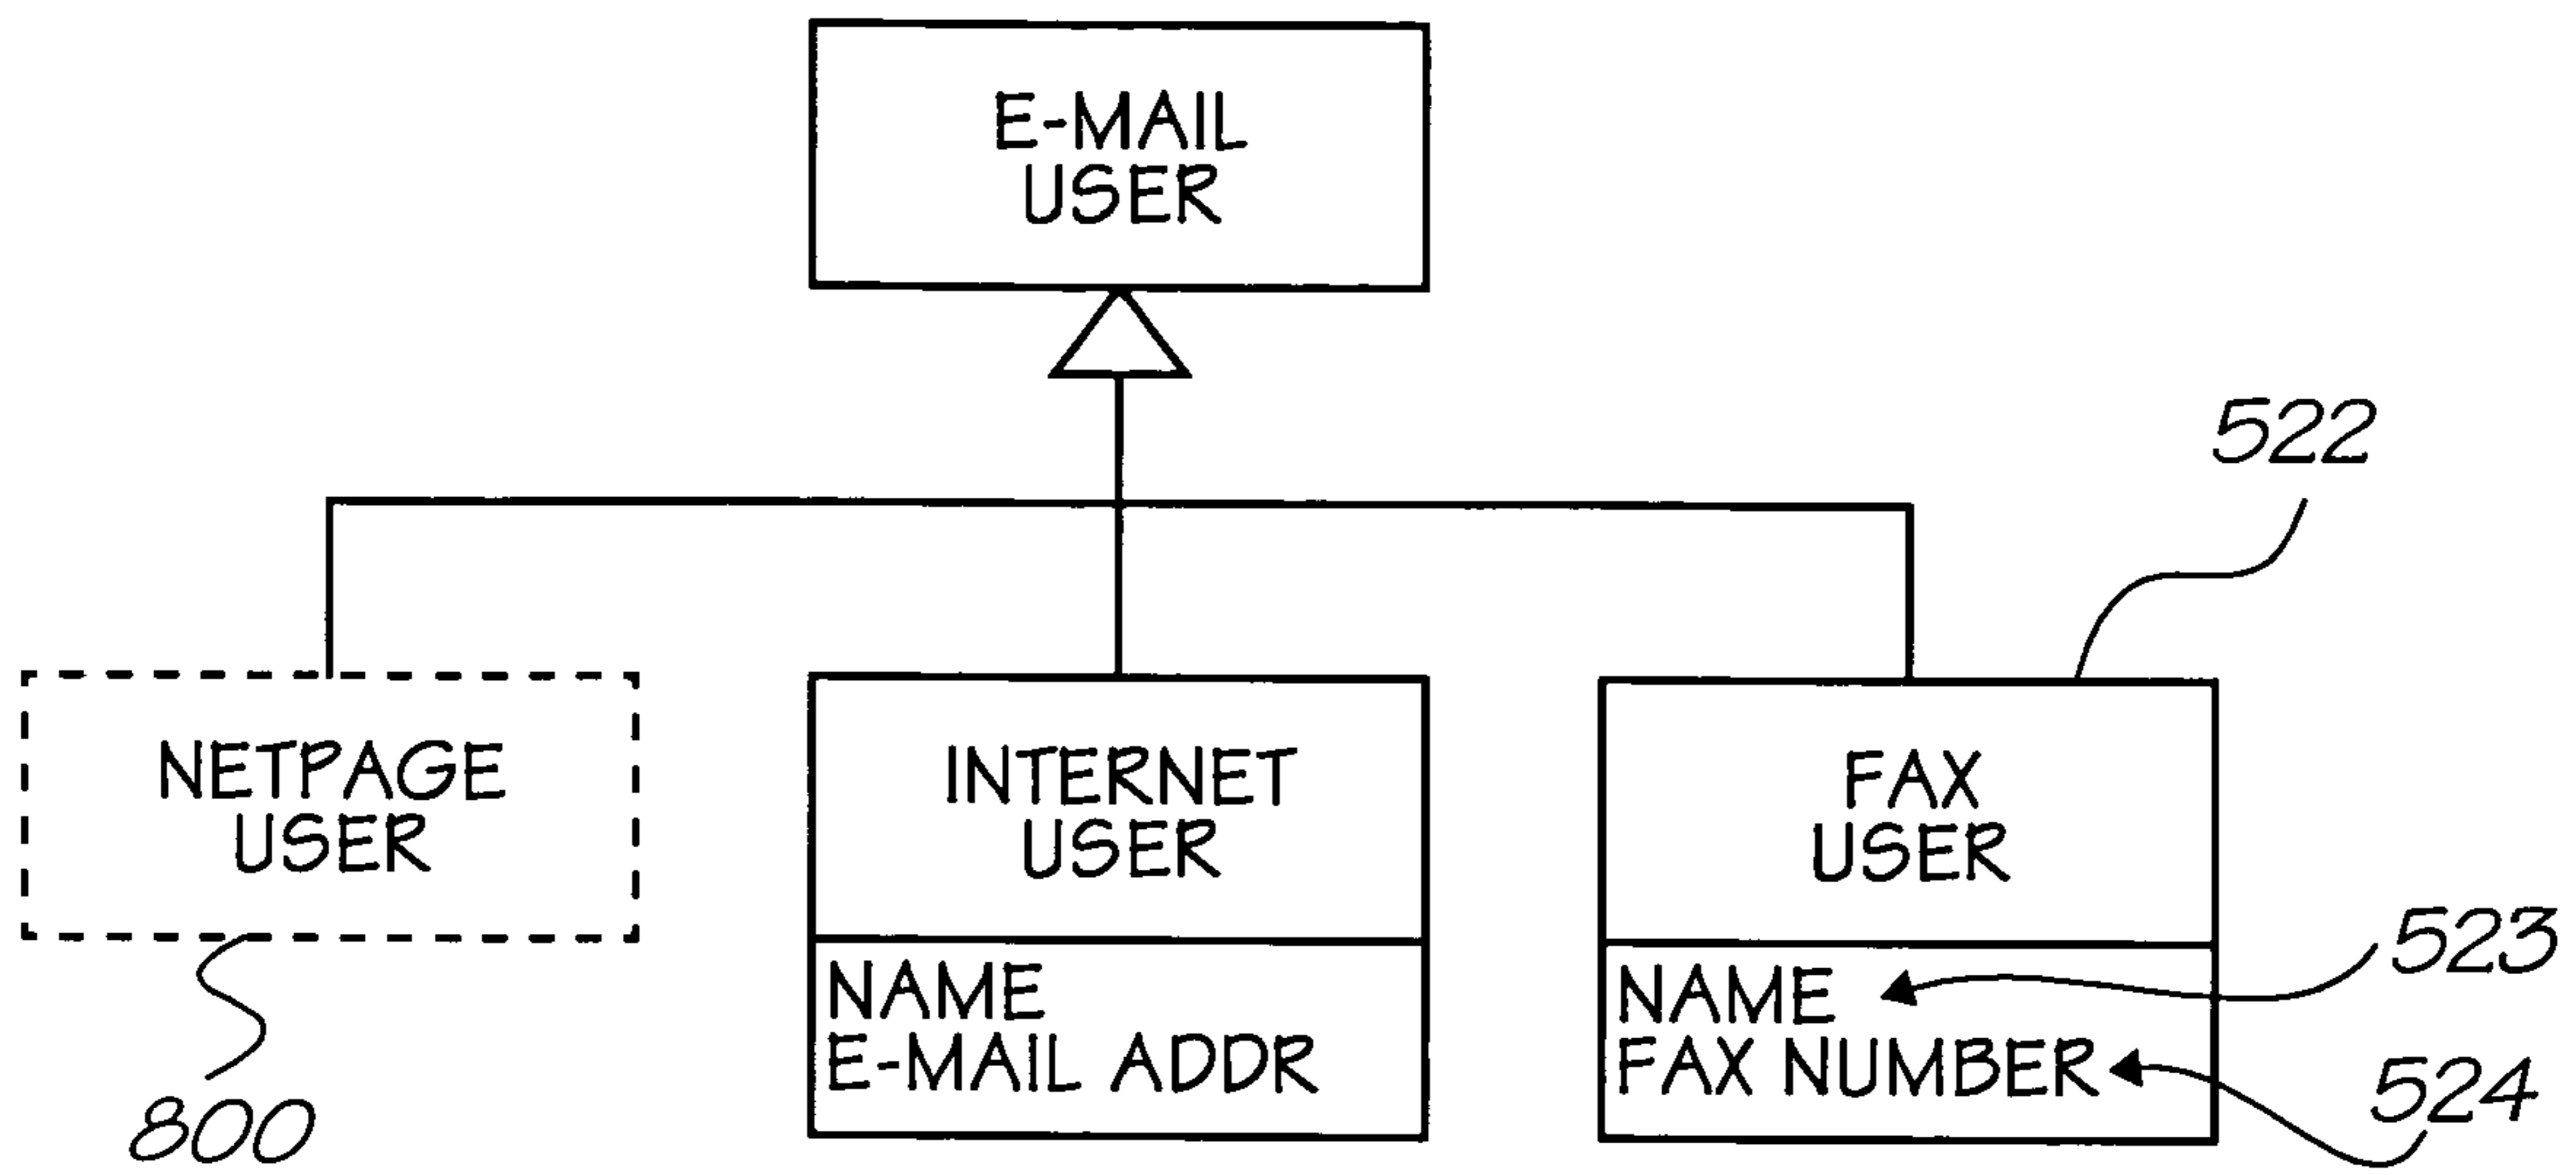 E-MAIL
USER
522
NETPAGE
USER
INTERNET
USER
FAX
USER
NAME
E-MAIL ADDR
NAME
FAX NUMBER
523
524
800